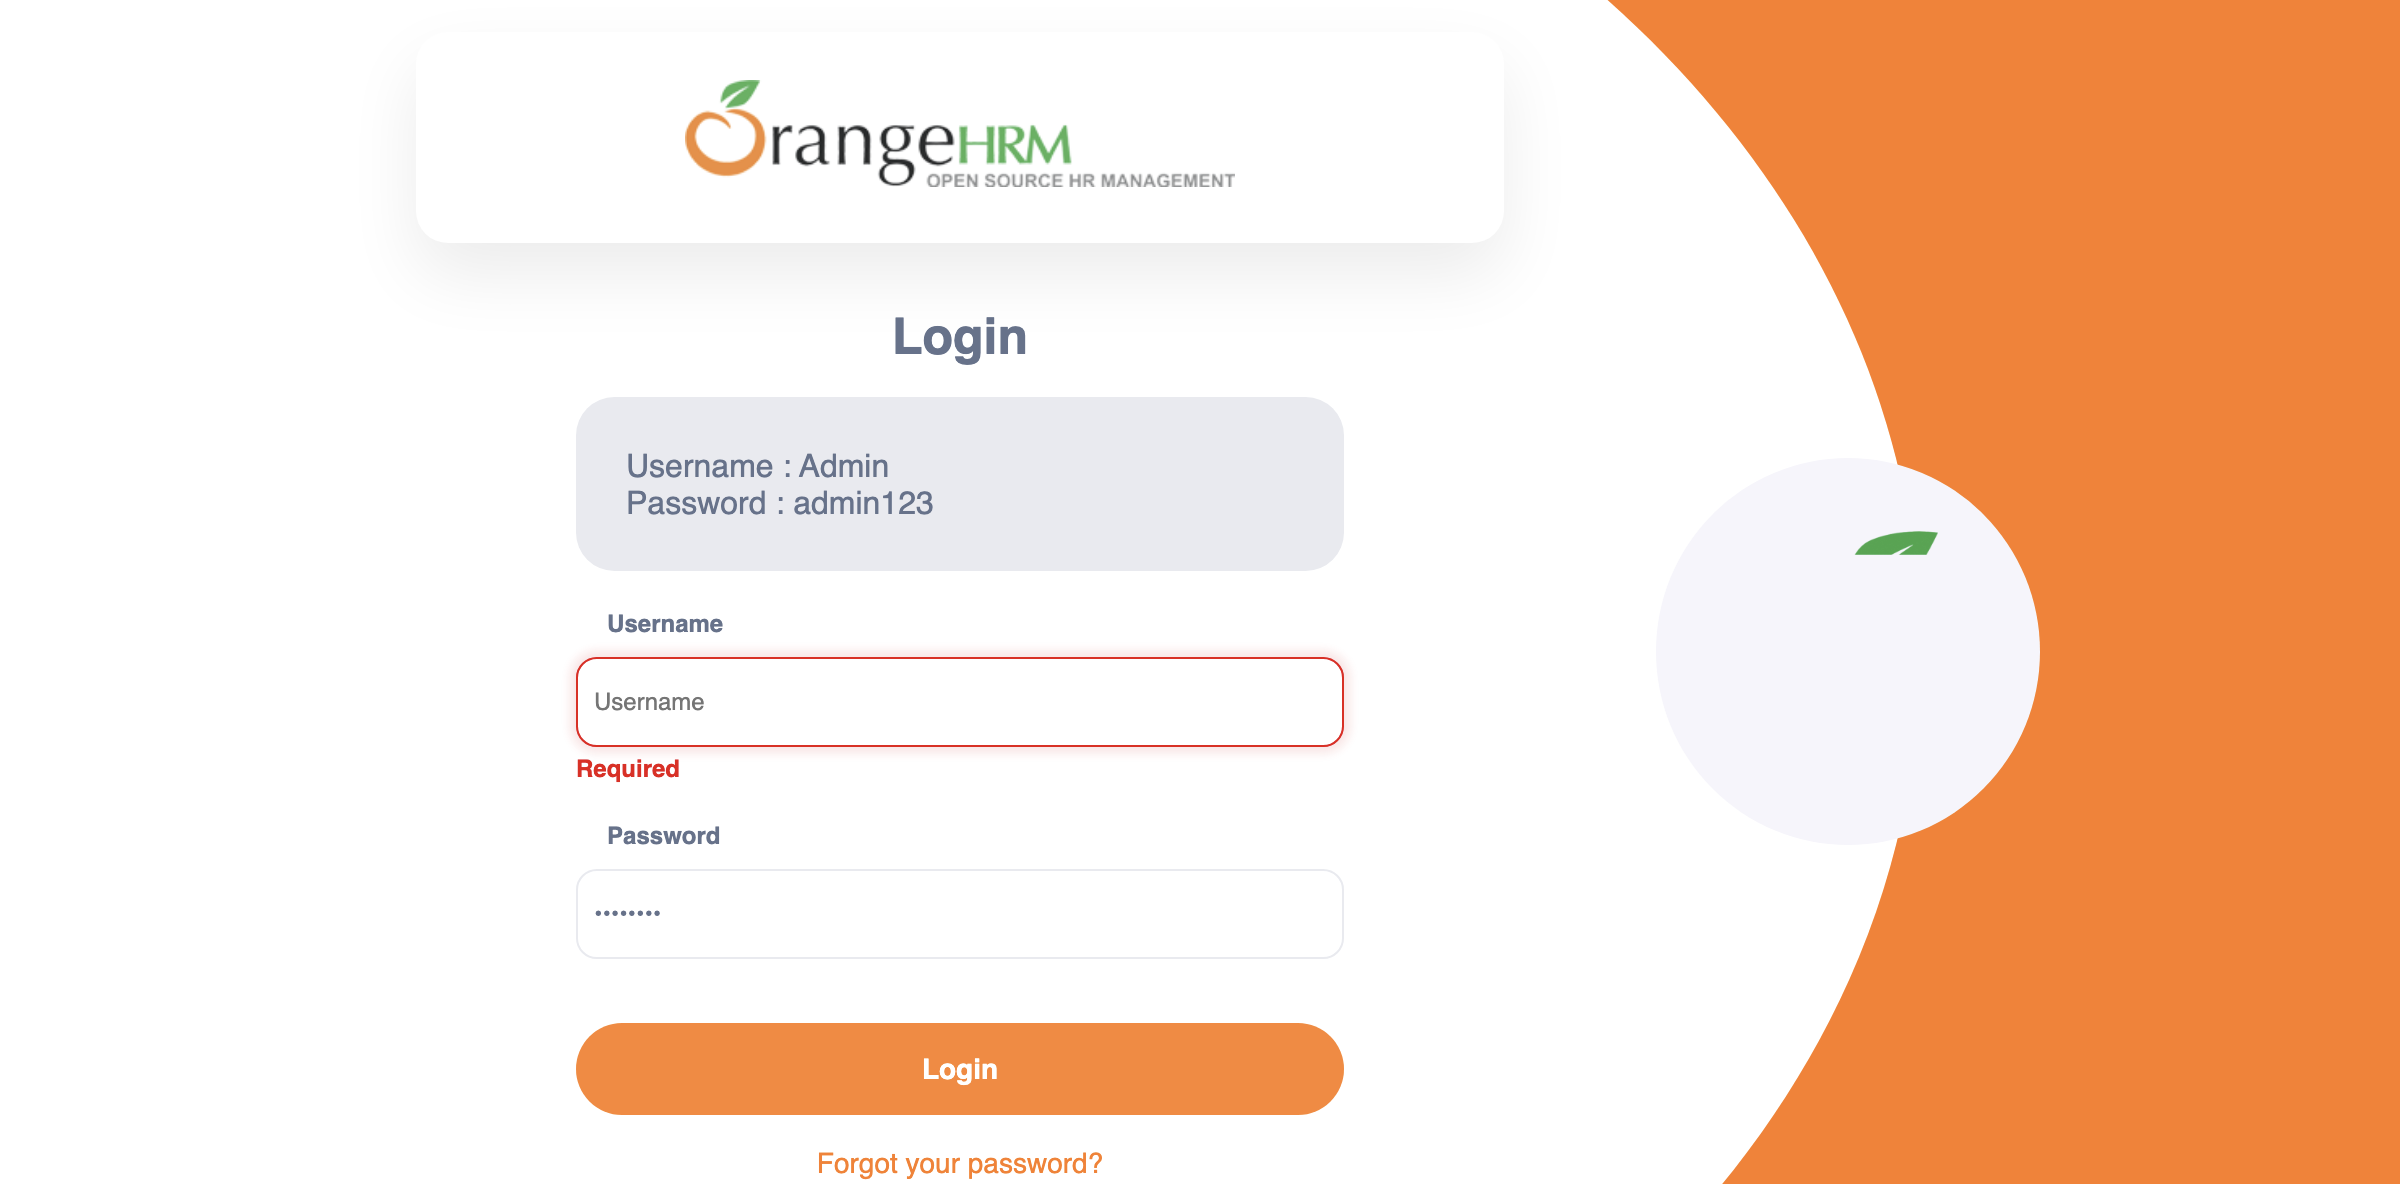 OrangeHRM
OPEN SOURCE HR MANAGEMENT
Login
Username : Admin
Password : admin123
Username
Username
Required
Password
••••••••
Login
Forgot your password?